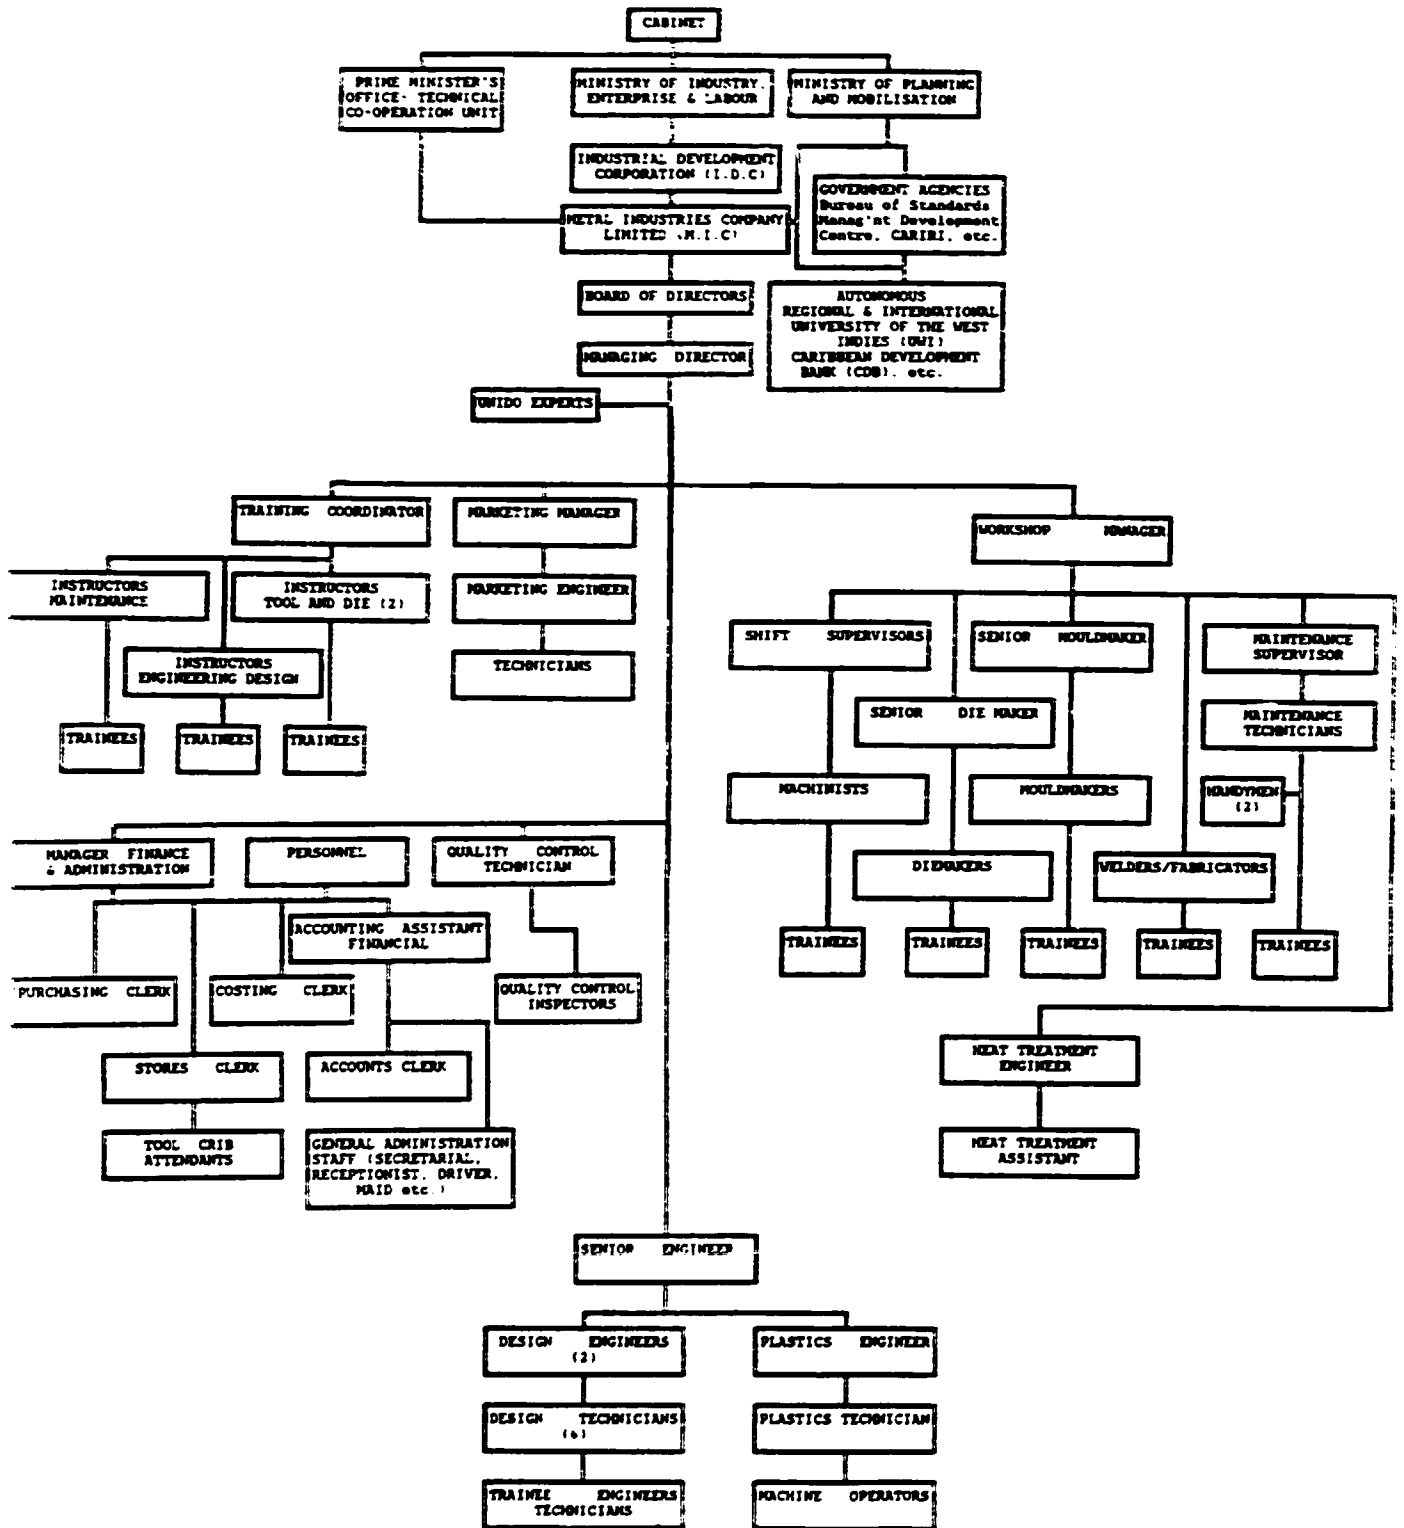 CABINET
PRIME MINISTER'S
OFFICE- TECHNICAL
CO-OPERATION UNIT
MINISTRY OF INDUSTRY.
ENTERPRISE & LABOUR
MINISTRY OF PLANNING
AND MOBILISATION
INDUSTRIAL DEVELOPMENT
CORPORATION (I.D.C)
GOVERNMENT AGENCIES
Bureau of Standards
Manag'nt Development
Centre. CARIRI. etc.
METAL INDUSTRIES COMPANY
LIMITED (M.I.C)
BOARD OF DIRECTORS
AUTONOMOUS
REGIONAL & INTERNATIONAL
UNIVERSITY OF THE WEST
INDIES (UWI)
CARIBBEAN DEVELOPMENT
BANK (CDB). etc.
MANAGING DIRECTOR
UNIDO EXPERTS
TRAINING COORDINATOR
MARKETING MANAGER
WORKSHOP MANAGER
INSTRUCTORS
MAINTENANCE
INSTRUCTORS
TOOL AND DIE (2)
MARKETING ENGINEER
INSTRUCTORS
ENGINEERING DESIGN
TECHNICIANS
SHIFT SUPERVISORS
SENIOR MOULDMAKER
MAINTENANCE
SUPERVISOR
SENIOR DIE MAKER
MAINTENANCE
TECHNICIANS
TRAINEES
TRAINEES
TRAINEES
MACHINISTS
MOULDMAKERS
HANDYMEN
(2)
MANAGER FINANCE
& ADMINISTRATION
PERSONNEL
QUALITY CONTROL
TECHNICIAN
DIEMAKERS
WELDERS/FABRICATORS
ACCOUNTING ASSISTANT
FINANCIAL
TRAINEES
TRAINEES
TRAINEES
TRAINEES
TRAINEES
PURCHASING CLERK
COSTING CLERK
QUALITY CONTROL
INSPECTORS
STORES CLERK
ACCOUNTS CLERK
HEAT TREATMENT
ENGINEER
TOOL CRIB
ATTENDANTS
GENERAL ADMINISTRATION
STAFF (SECRETARIAL.
RECEPTIONIST. DRIVER.
MAID etc.)
HEAT TREATMENT
ASSISTANT
SENIOR ENGINEER
DESIGN ENGINEERS
(2)
PLASTICS ENGINEER
DESIGN TECHNICIANS
(6)
PLASTICS TECHNICIAN
TRAINEE ENGINEERS
TECHNICIANS
MACHINE OPERATORS